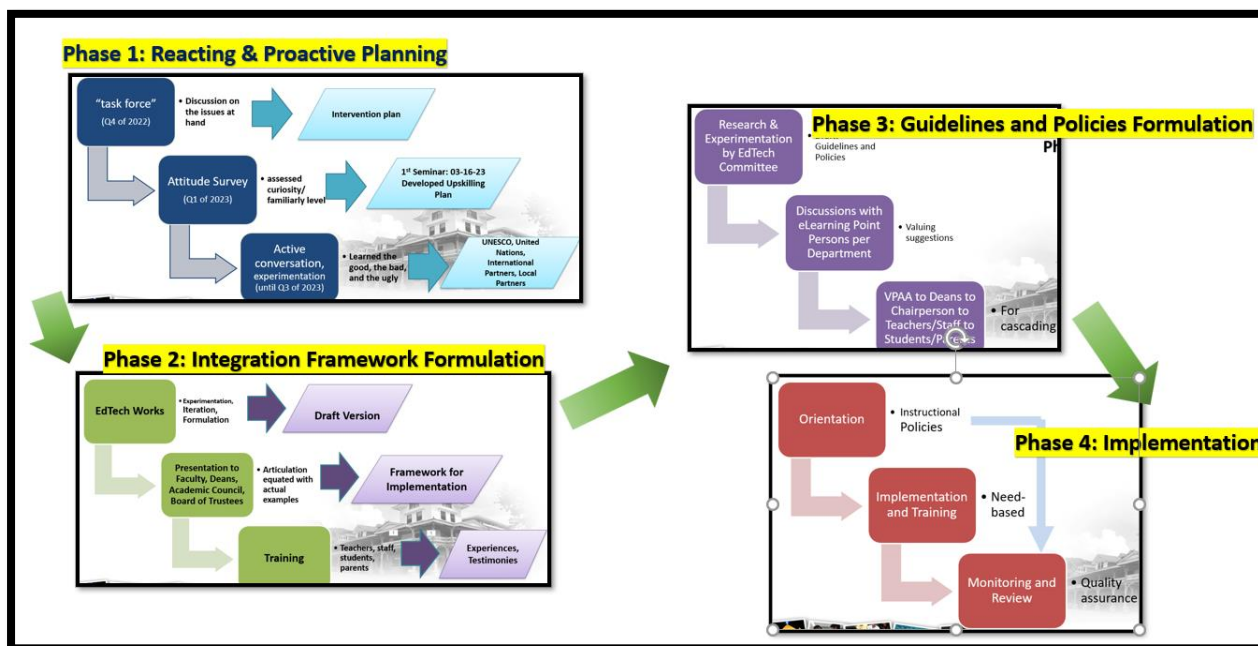 Phase 1: Reacting & Proactive Planning
"task force"
(Q4 of 2022)
• Discussion on
the issues at
hand
Intervention plan
Attitude Survey
(Q1 of 2023)
• assessed
curiosity/
familiarly level
1st Seminar: 03-16-23
Developed Upskilling
Plan
Active
conversation,
experimentation
(until Q3 of 2023)
• Learned the
good, the bad,
and the ugly
UNESCO, United
Nations,
International
Partners, Local
Partners
Phase 2: Integration Framework Formulation
EdTech Works
• Experimentation,
Iteration,
Formulation
Draft Version
Presentation to
Faculty, Deans,
Academic Council,
Board of Trustees
• Articulation
equated with
actual
examples
Framework for
Implementation
Training
• Teachers, staff,
students,
parents
Experiences,
Testimonies
Phase 3: Guidelines and Policies Formulation
Research &
Experimentation
by EdTech
Committee
Guidelines and
Policies
Discussions with
eLearning Point
Persons per
Department
• Valuing
suggestions
VPAA to Deans to
Chairperson to
Teachers/Staff to
Students/Parents
• For
cascading
Phase 4: Implementation
Orientation
• Instructional
Policies
Implementation
and Training
• Need-
based
Monitoring and
Review
• Quality
assurance